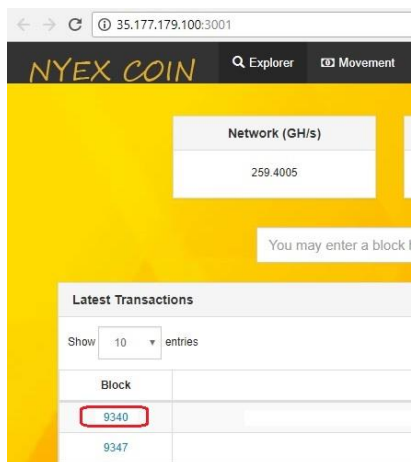 35.177.179.100:3001
NYEX COIN Explorer Movement
Network (GH/s)
259.4005
You may enter a block h
Latest Transactions
Show 10 entries
Block
9340
9347